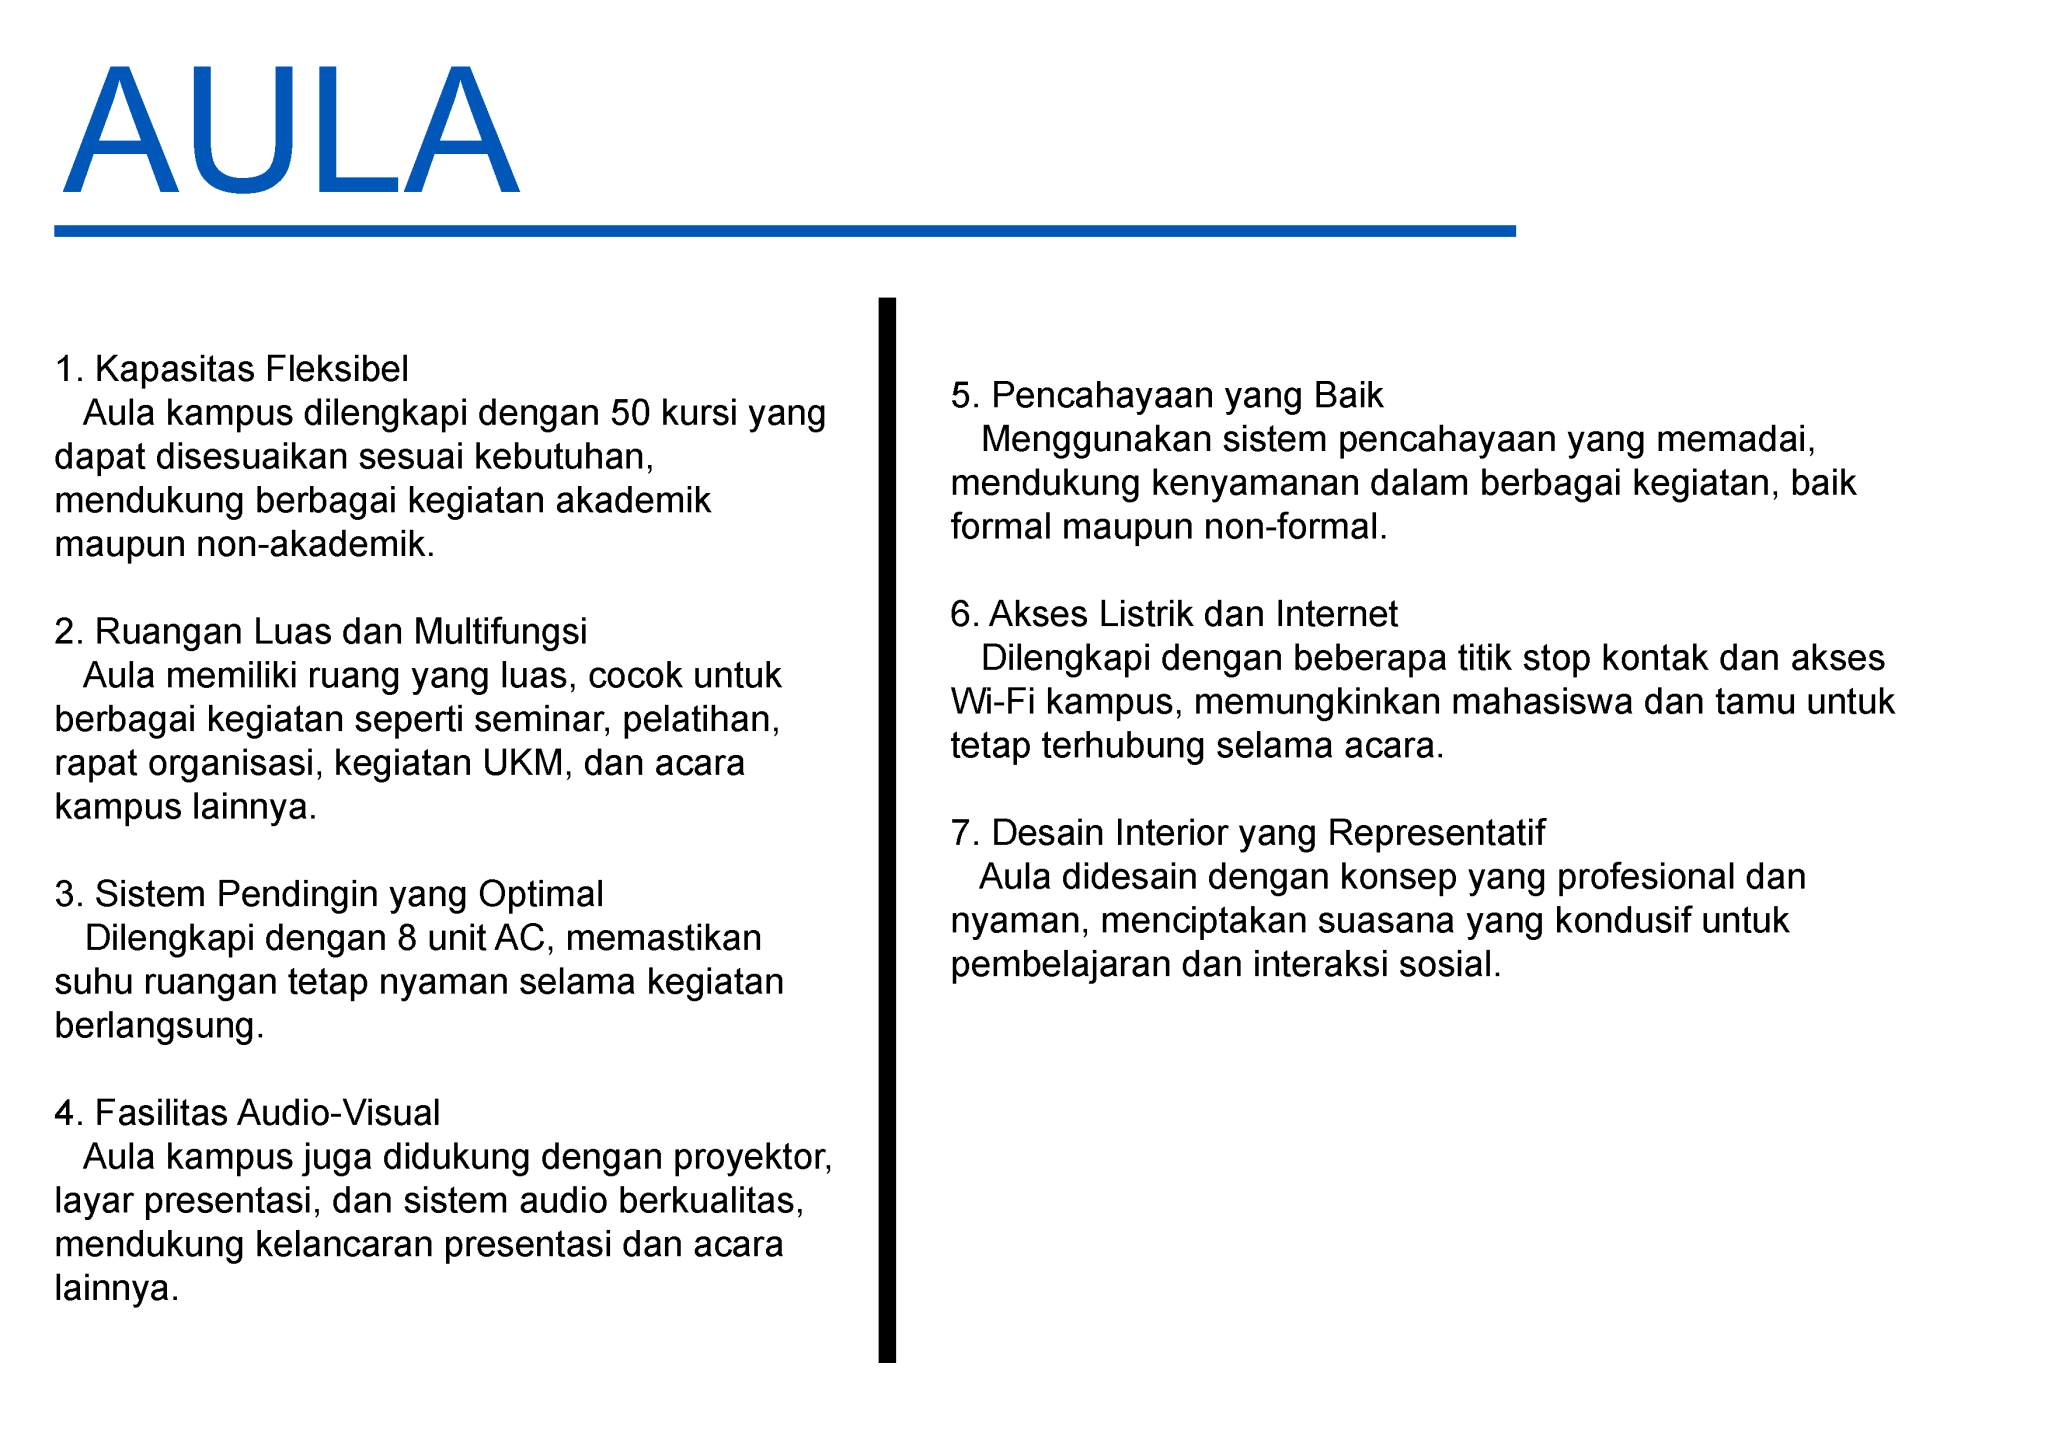 AULA
1. Kapasitas Fleksibel
Aula kampus dilengkapi dengan 50 kursi yang
dapat disesuaikan sesuai kebutuhan,
mendukung berbagai kegiatan akademik
maupun non-akademik.
2. Ruangan Luas dan Multifungsi
Aula memiliki ruang yang luas, cocok untuk
berbagai kegiatan seperti seminar, pelatihan,
rapat organisasi, kegiatan UKM, dan acara
kampus lainnya.
3. Sistem Pendingin yang Optimal
Dilengkapi dengan 8 unit AC, memastikan
suhu ruangan tetap nyaman selama kegiatan
berlangsung.
4. Fasilitas Audio-Visual
Aula kampus juga didukung dengan proyektor,
layar presentasi, dan sistem audio berkualitas,
mendukung kelancaran presentasi dan acara
lainnya.
5. Pencahayaan yang Baik
Menggunakan sistem pencahayaan yang memadai,
mendukung kenyamanan dalam berbagai kegiatan, baik
formal maupun non-formal.
6. Akses Listrik dan Internet
Dilengkapi dengan beberapa titik stop kontak dan akses
Wi-Fi kampus, memungkinkan mahasiswa dan tamu untuk
tetap terhubung selama acara.
7. Desain Interior yang Representatif
Aula didesain dengan konsep yang profesional dan
nyaman, menciptakan suasana yang kondusif untuk
pembelajaran dan interaksi sosial.